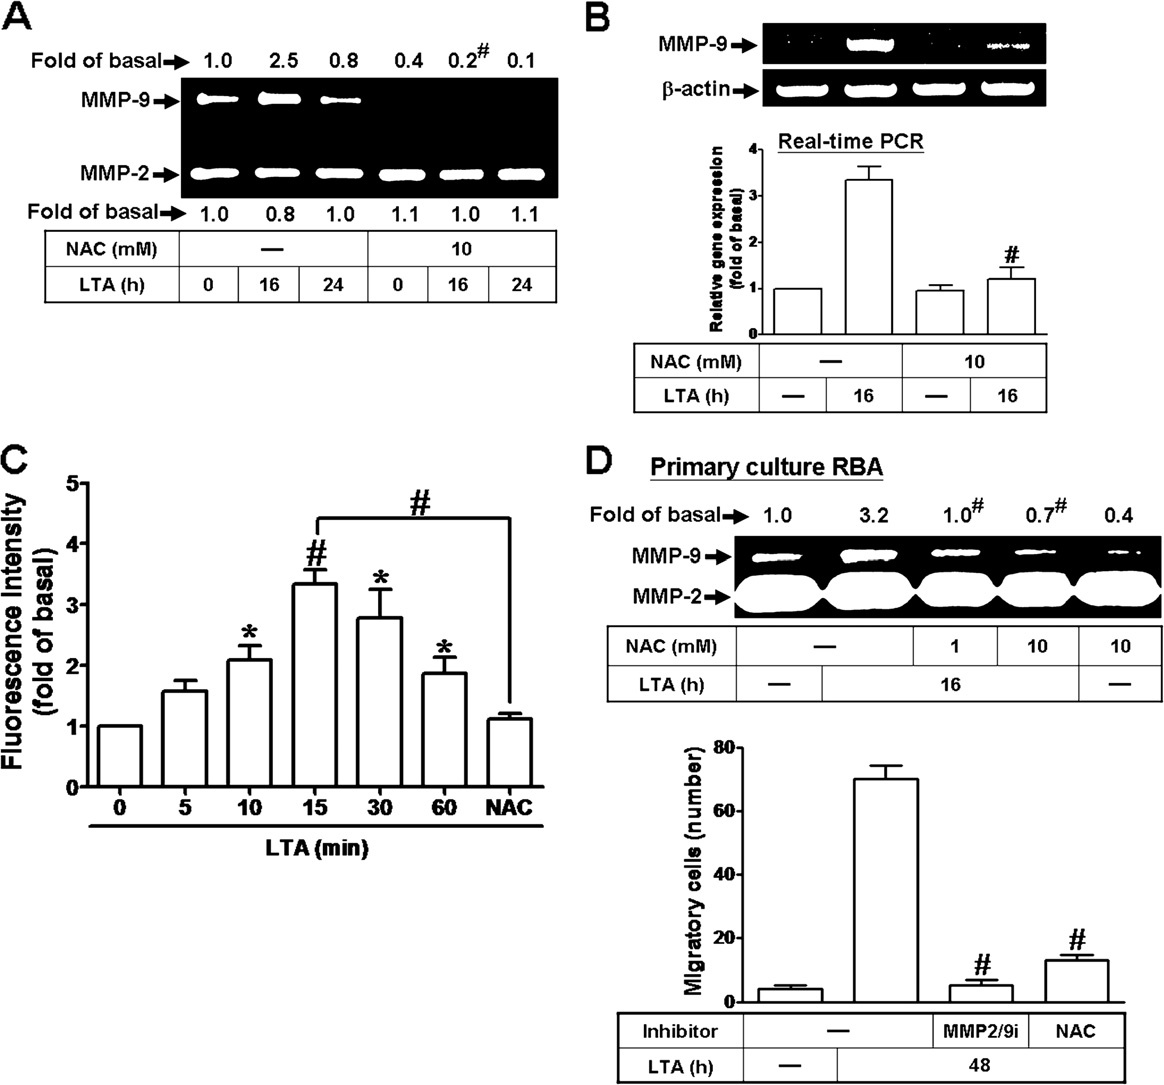 A
Fold of basal 1.0 2.5 0.8 0.4 0.2# 0.1
MMP-9
MMP-2
Fold of basal 1.0 0.8 1.0 1.1 1.0 1.1
NAC (mM) — 10
LTA (h) 0 16 24 0 16 24
B
MMP-9
β-actin
Real-time PCR
Relative gene expression
(fold of basal)
4
3
2
1
0
#
NAC (mM) — 10
LTA (h) — 16 — 16
C
Fluorescence Intensity
(fold of basal)
5
4
3
2
1
0
#
#
*
*
*
0 5 10 15 30 60 NAC
LTA (min)
D
Primary culture RBA
Fold of basal 1.0 3.2 1.0# 0.7# 0.4
MMP-9
MMP-2
NAC (mM) — 1 10 10
LTA (h) — 16 —
Migratory cells (number)
80
60
40
20
0
#
#
Inhibitor — MMP2/9i NAC
LTA (h) — 48